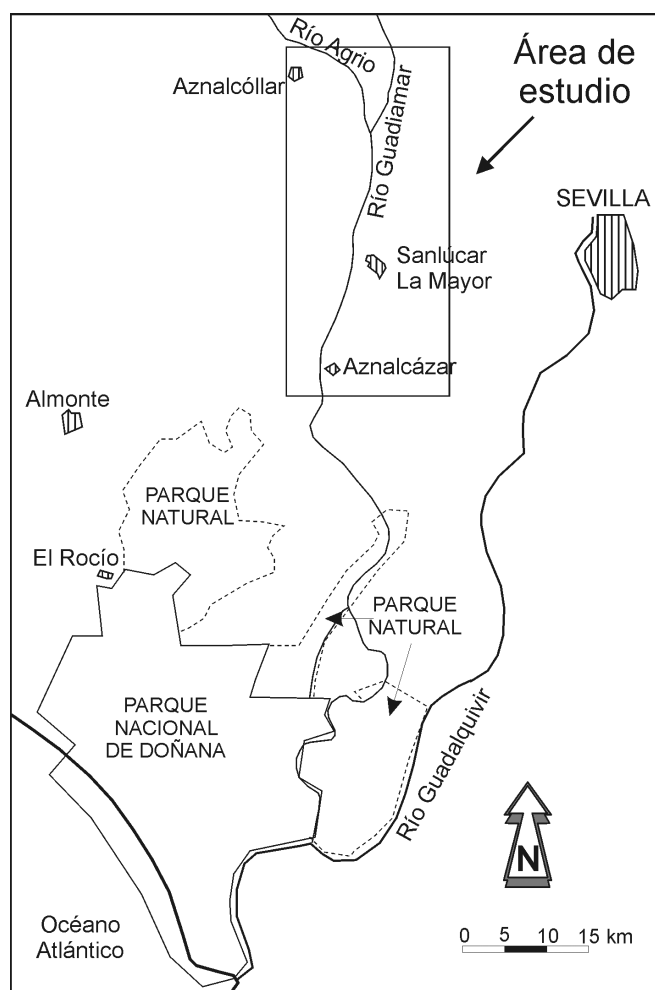 Río Agrio
Aznalcóllar
Río Guadiamar
Área de
estudio
SEVILLA
Sanlúcar
La Mayor
Aznalcázar
Almonte
PARQUE
NATURAL
El Rocío
PARQUE
NATURAL
PARQUE
NACIONAL
DE DOÑANA
Río Guadalquivir
N
Océano
Atlántico
0 5 10 15 km